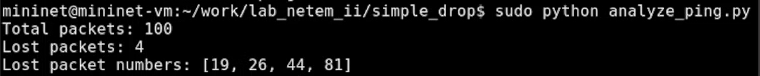 mininet@mininet-vm:~/work/lab_netem_ii/simple_drop$ sudo python analyze_ping.py
Total packets: 100
Lost packets: 4
Lost packet numbers: [19, 26, 44, 81]